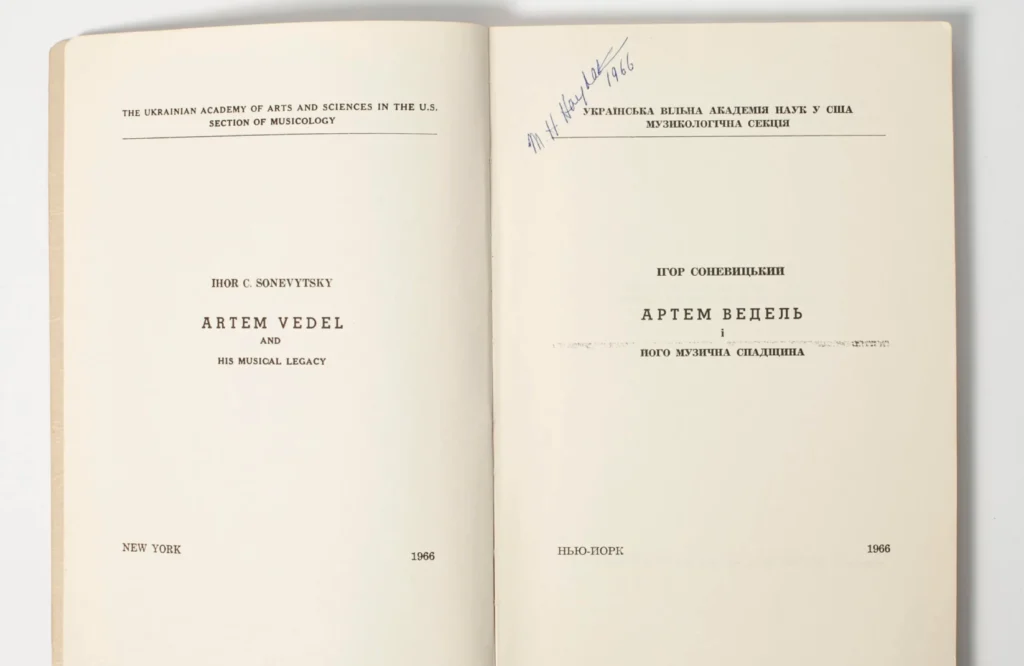 THE UKRAINIAN ACADEMY OF ARTS AND SCIENCES IN THE U.S.
SECTION OF MUSICOLOGY
IHOR C. SONEVYTSKY
ARTEM VEDEL
AND
HIS MUSICAL LEGACY
NEW YORK
1966
M H
1966
УКРАЇНСЬКА ВІЛЬНА АКАДЕМІЯ НАУК У США
МУЗИКОЛОГІЧНА СЕКЦІЯ
ІГОР СОНЕВИЦЬКИЙ
АРТЕМ ВЕДЕЛЬ
і
ЙОГО МУЗИЧНА СПАДЩИНА
НЬЮ-ЙОРК
1966